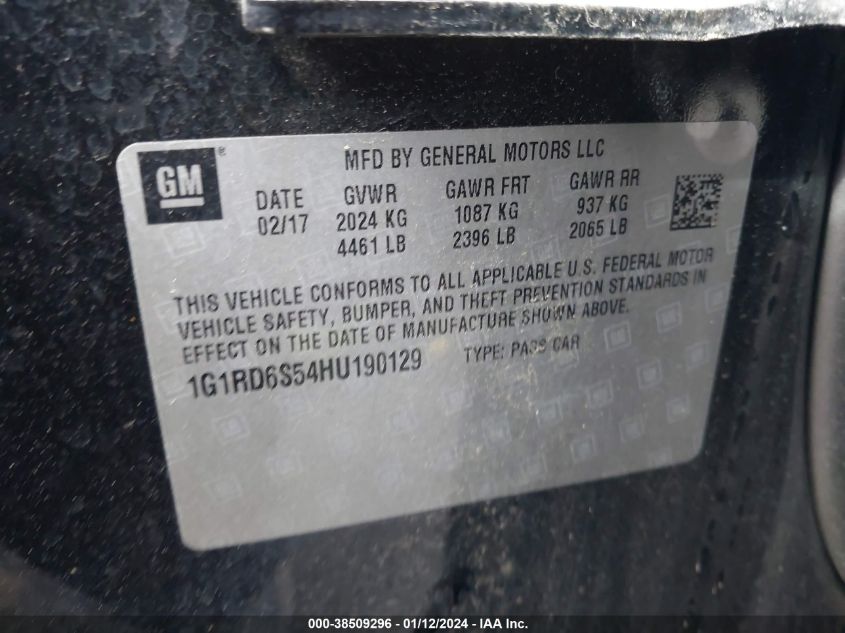 GM®
MFD BY GENERAL MOTORS LLC
DATE GVWR GAWR FRT GAWR RR
02/17 2024 KG 1087 KG 937 KG
4461 LB 2396 LB 2065 LB
THIS VEHICLE CONFORMS TO ALL APPLICABLE U.S. FEDERAL MOTOR
VEHICLE SAFETY, BUMPER, AND THEFT PREVENTION STANDARDS IN
EFFECT ON THE DATE OF MANUFACTURE SHOWN ABOVE.
1G1RD6S54HU190129 TYPE: PASS CAR
000-38509296 - 01/12/2024 - IAA Inc.